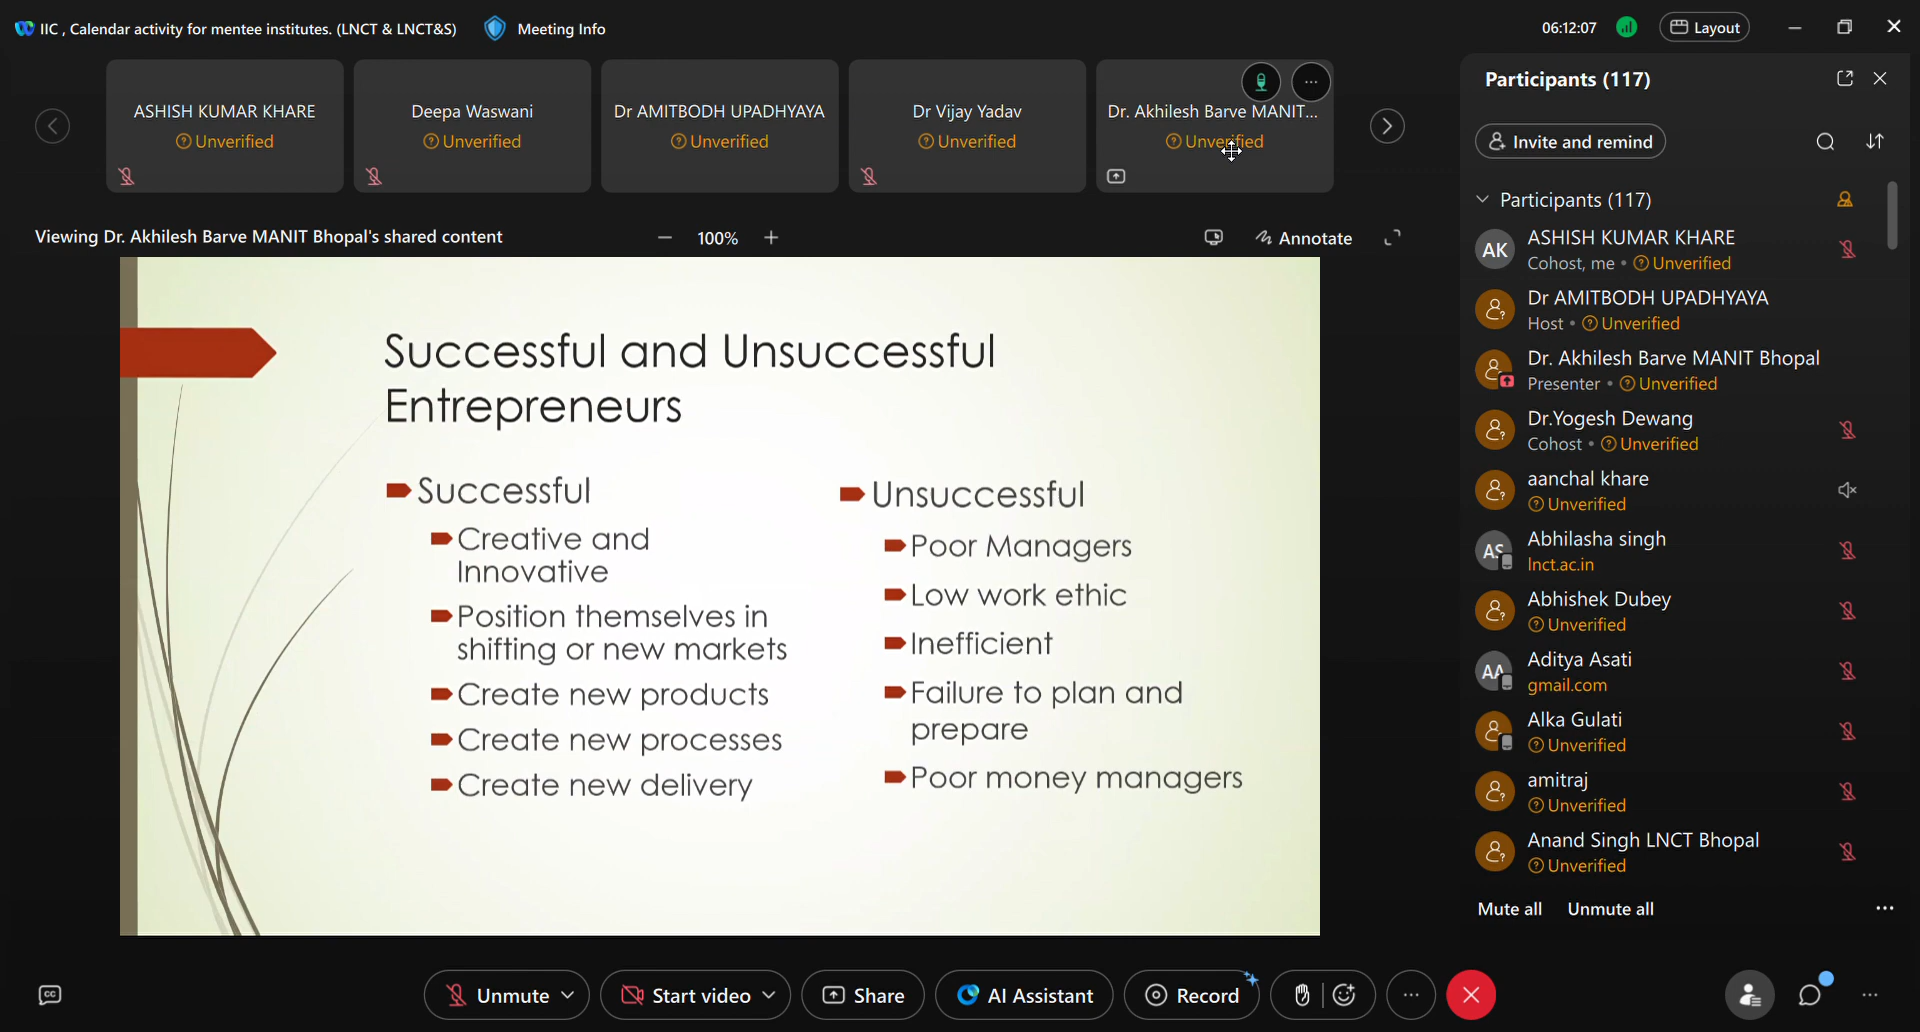 IIC , Calendar activity for mentee institutes. (LNCT & LNCT&S)
Meeting Info
06:12:07
Layout
ASHISH KUMAR KHARE
Unverified
Deepa Waswani
Unverified
Dr AMITBODH UPADHYAYA
Unverified
Dr Vijay Yadav
Unverified
Dr. Akhilesh Barve MANIT...
Unverified
Viewing Dr. Akhilesh Barve MANIT Bhopal's shared content
100%
Annotate
Successful and Unsuccessful
Entrepreneurs
Successful
Creative and
Innovative
Position themselves in
shifting or new markets
Create new products
Create new processes
Create new delivery
Unsuccessful
Poor Managers
Low work ethic
Inefficient
Failure to plan and
prepare
Poor money managers
Participants (117)
Invite and remind
Participants (117)
AK
ASHISH KUMAR KHARE
Cohost, me • Unverified
Dr AMITBODH UPADHYAYA
Host • Unverified
Dr. Akhilesh Barve MANIT Bhopal
Presenter • Unverified
Dr.Yogesh Dewang
Cohost • Unverified
aanchal khare
Unverified
AS
Abhilasha singh
lnct.ac.in
Abhishek Dubey
Unverified
AA
Aditya Asati
gmail.com
Alka Gulati
Unverified
amitraj
Unverified
Anand Singh LNCT Bhopal
Unverified
Mute all
Unmute all
CC
Unmute
Start video
Share
AI Assistant
Record